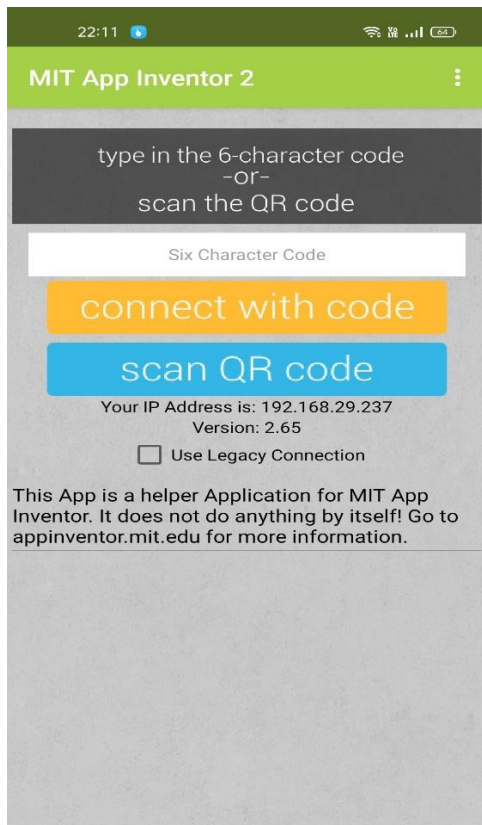 22:11
64
MIT App Inventor 2
type in the 6-character code
-or-
scan the QR code
Six Character Code
connect with code
scan QR code
Your IP Address is: 192.168.29.237
Version: 2.65
Use Legacy Connection
This App is a helper Application for MIT App
Inventor. It does not do anything by itself! Go to
appinventor.mit.edu for more information.